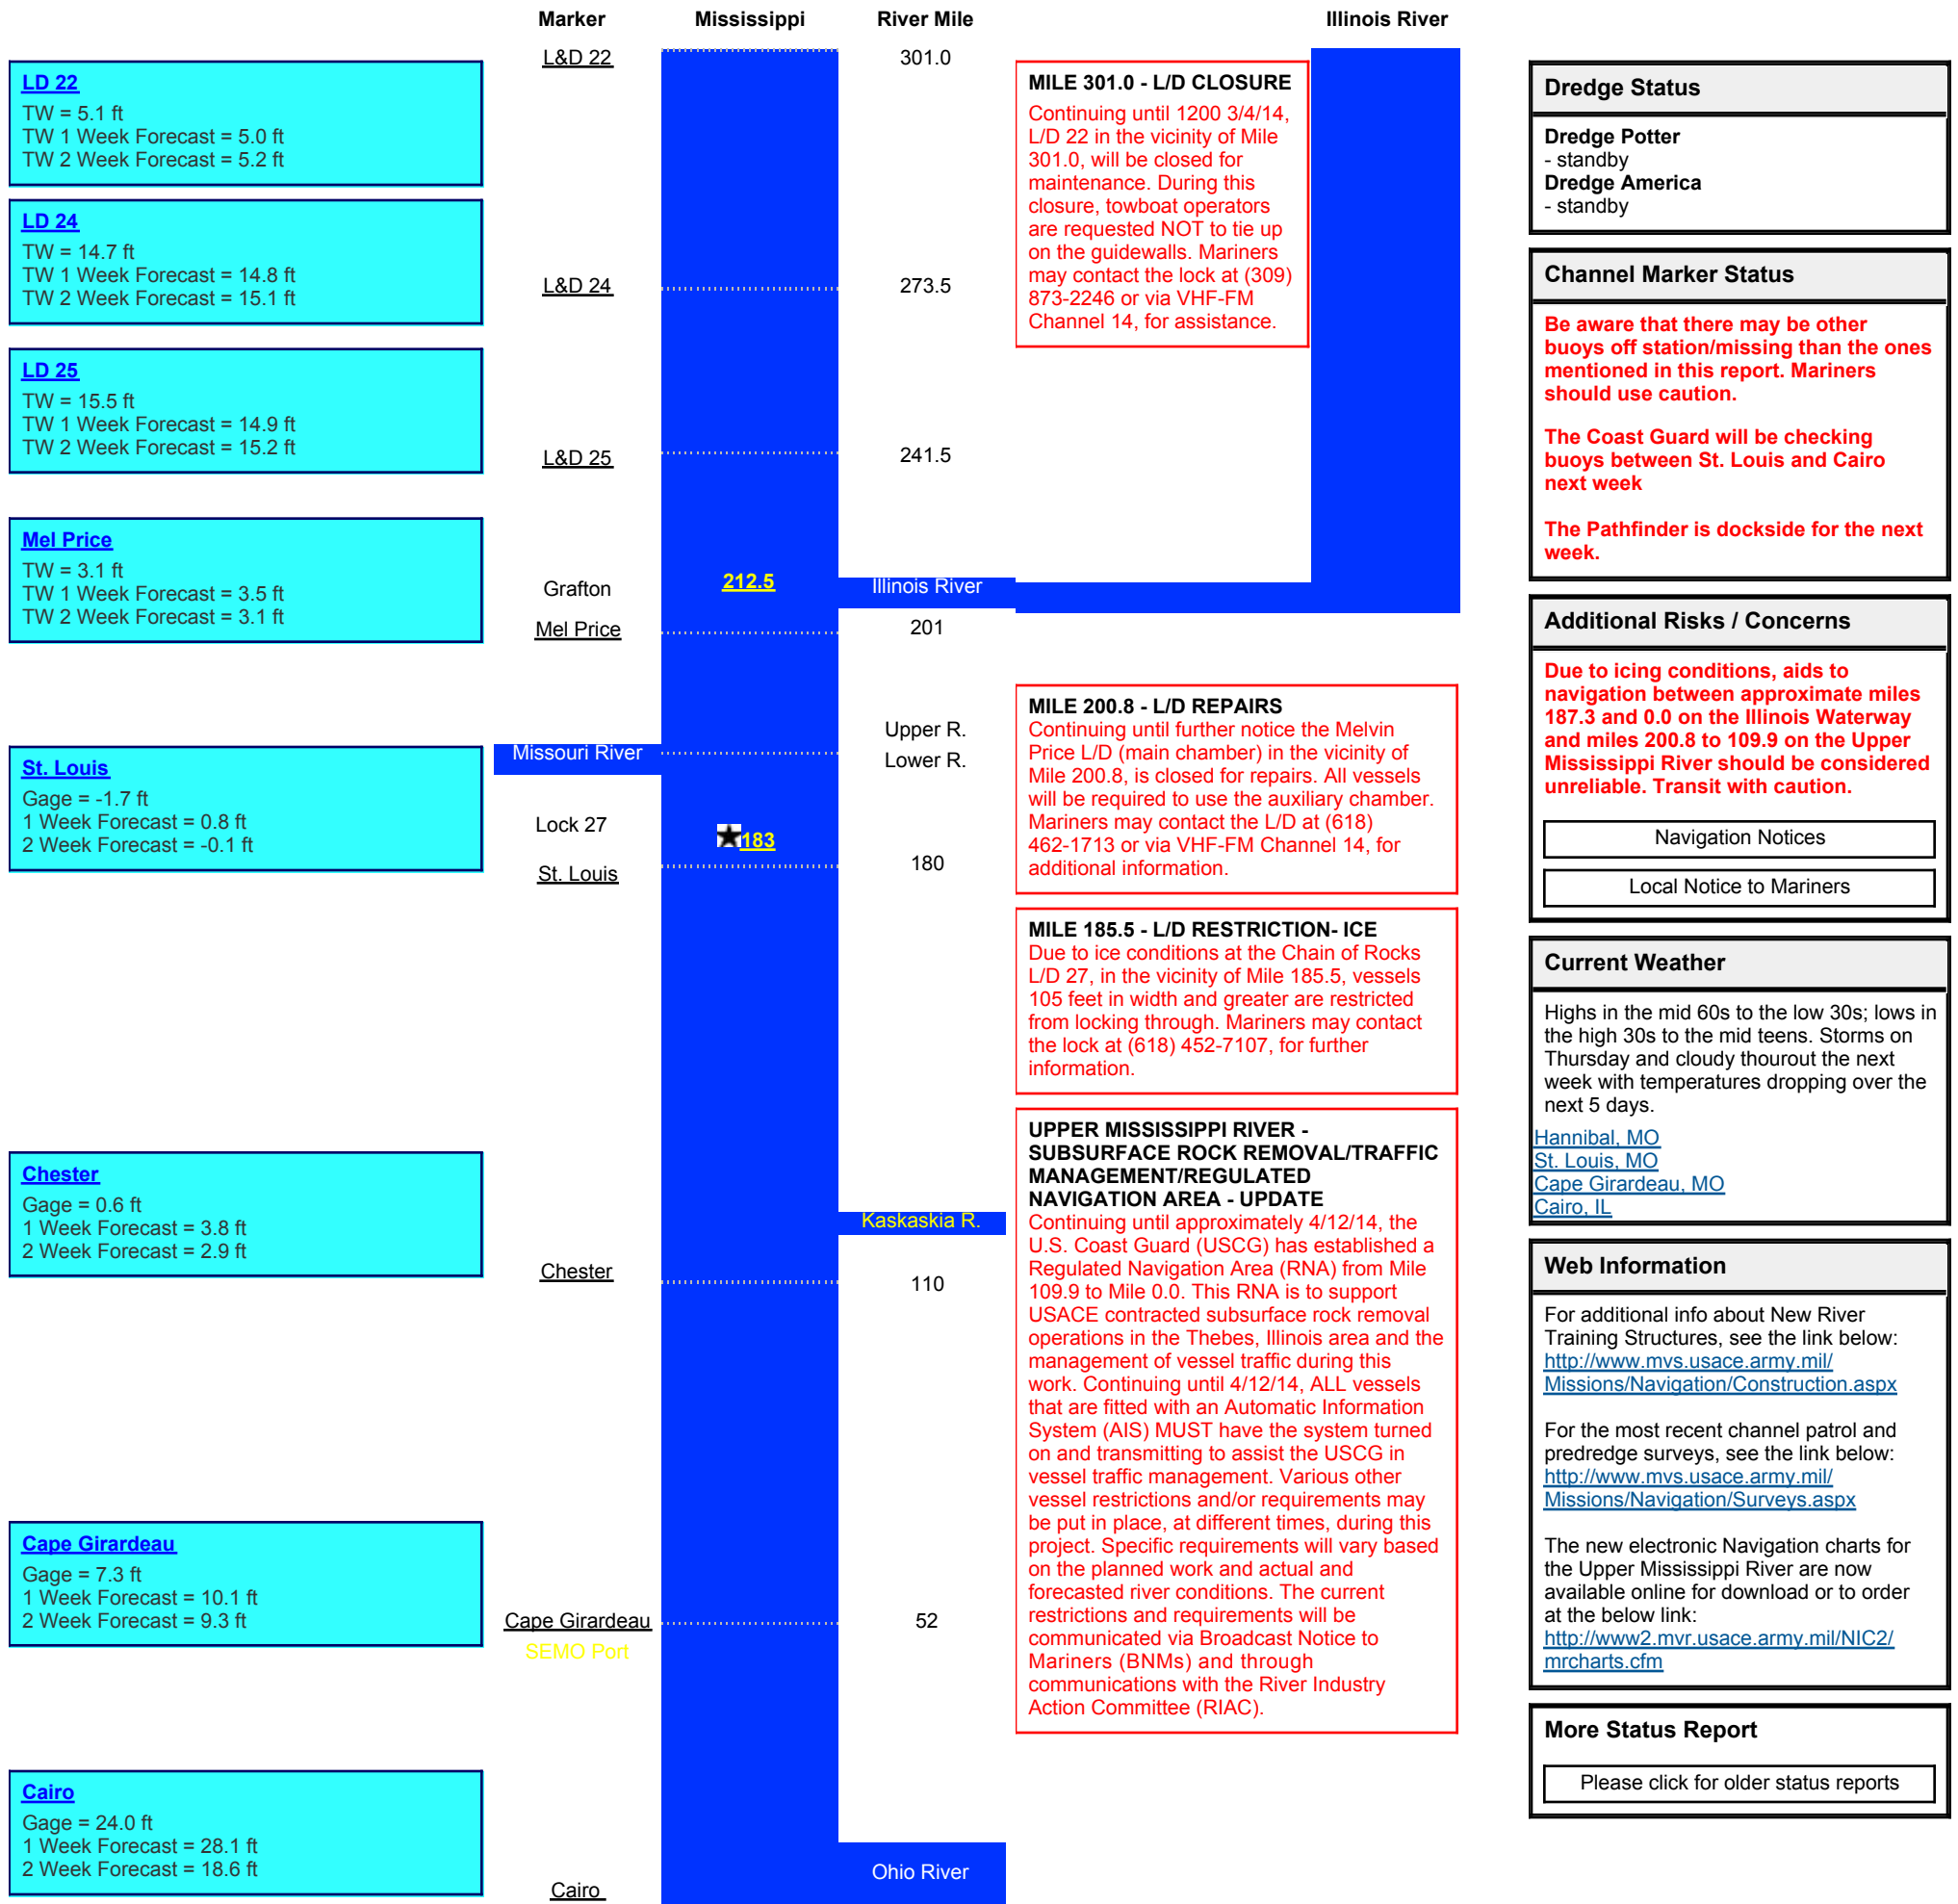 Marker
Mississippi
River Mile
Illinois River
L&D 22
301.0
LD 22
TW = 5.1 ft
TW 1 Week Forecast = 5.0 ft
TW 2 Week Forecast = 5.2 ft
LD 24
TW = 14.7 ft
TW 1 Week Forecast = 14.8 ft
TW 2 Week Forecast = 15.1 ft
L&D 24
273.5
LD 25
TW = 15.5 ft
TW 1 Week Forecast = 14.9 ft
TW 2 Week Forecast = 15.2 ft
L&D 25
241.5
Mel Price
TW = 3.1 ft
TW 1 Week Forecast = 3.5 ft
TW 2 Week Forecast = 3.1 ft
Grafton
212.5
Illinois River
Mel Price
201
Upper R.
Missouri River
Lower R.
St. Louis
Gage = -1.7 ft
1 Week Forecast = 0.8 ft
2 Week Forecast = -0.1 ft
Lock 27
183
St. Louis
180
Chester
Gage = 0.6 ft
1 Week Forecast = 3.8 ft
2 Week Forecast = 2.9 ft
Kaskaskia R.
Chester
110
Cape Girardeau
Gage = 7.3 ft
1 Week Forecast = 10.1 ft
2 Week Forecast = 9.3 ft
Cape Girardeau
52
SEMO Port
Cairo
Gage = 24.0 ft
1 Week Forecast = 28.1 ft
2 Week Forecast = 18.6 ft
Ohio River
Cairo
MILE 301.0 - L/D CLOSURE
Continuing until 1200 3/4/14,
L/D 22 in the vicinity of Mile
301.0, will be closed for
maintenance. During this
closure, towboat operators
are requested NOT to tie up
on the guidewalls. Mariners
may contact the lock at (309)
873-2246 or via VHF-FM
Channel 14, for assistance.
MILE 200.8 - L/D REPAIRS
Continuing until further notice the Melvin
Price L/D (main chamber) in the vicinity of
Mile 200.8, is closed for repairs. All vessels
will be required to use the auxiliary chamber.
Mariners may contact the L/D at (618)
462-1713 or via VHF-FM Channel 14, for
additional information.
MILE 185.5 - L/D RESTRICTION- ICE
Due to ice conditions at the Chain of Rocks
L/D 27, in the vicinity of Mile 185.5, vessels
105 feet in width and greater are restricted
from locking through. Mariners may contact
the lock at (618) 452-7107, for further
information.
UPPER MISSISSIPPI RIVER -
SUBSURFACE ROCK REMOVAL/TRAFFIC
MANAGEMENT/REGULATED
NAVIGATION AREA - UPDATE
Continuing until approximately 4/12/14, the
U.S. Coast Guard (USCG) has established a
Regulated Navigation Area (RNA) from Mile
109.9 to Mile 0.0. This RNA is to support
USACE contracted subsurface rock removal
operations in the Thebes, Illinois area and the
management of vessel traffic during this
work. Continuing until 4/12/14, ALL vessels
that are fitted with an Automatic Information
System (AIS) MUST have the system turned
on and transmitting to assist the USCG in
vessel traffic management. Various other
vessel restrictions and/or requirements may
be put in place, at different times, during this
project. Specific requirements will vary based
on the planned work and actual and
forecasted river conditions. The current
restrictions and requirements will be
communicated via Broadcast Notice to
Mariners (BNMs) and through
communications with the River Industry
Action Committee (RIAC).
Dredge Status
Dredge Potter
- standby
Dredge America
- standby
Channel Marker Status
Be aware that there may be other
buoys off station/missing than the ones
mentioned in this report. Mariners
should use caution.
The Coast Guard will be checking
buoys between St. Louis and Cairo
next week
The Pathfinder is dockside for the next
week.
Additional Risks / Concerns
Due to icing conditions, aids to
navigation between approximate miles
187.3 and 0.0 on the Illinois Waterway
and miles 200.8 to 109.9 on the Upper
Mississippi River should be considered
unreliable. Transit with caution.
Navigation Notices
Local Notice to Mariners
Current Weather
Highs in the mid 60s to the low 30s; lows in
the high 30s to the mid teens. Storms on
Thursday and cloudy thourout the next
week with temperatures dropping over the
next 5 days.
Hannibal, MO
St. Louis, MO
Cape Girardeau, MO
Cairo, IL
Web Information
For additional info about New River
Training Structures, see the link below:
http://www.mvs.usace.army.mil/
Missions/Navigation/Construction.aspx
For the most recent channel patrol and
predredge surveys, see the link below:
http://www.mvs.usace.army.mil/
Missions/Navigation/Surveys.aspx
The new electronic Navigation charts for
the Upper Mississippi River are now
available online for download or to order
at the below link:
http://www2.mvr.usace.army.mil/NIC2/
mrcharts.cfm
More Status Report
Please click for older status reports